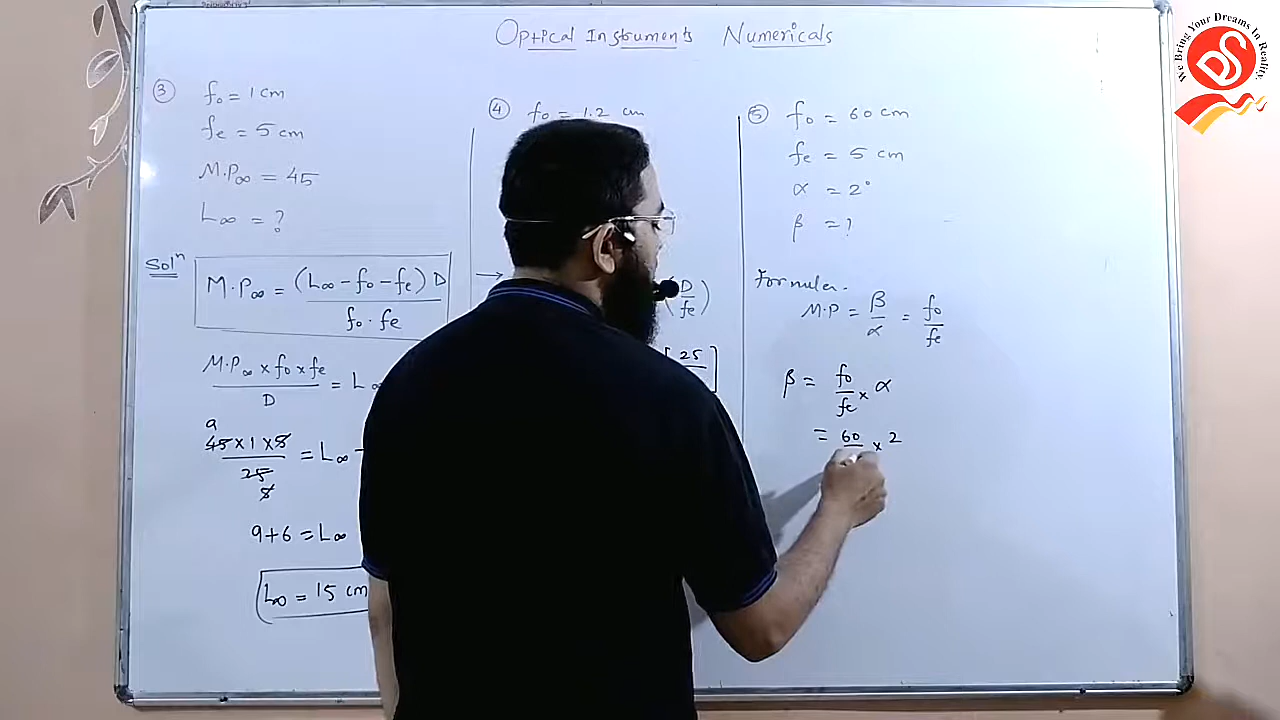 We Bring Your Dreams In Reality
DS
Optical Instruments Numericals
③ fo = 1 cm
fe = 5 cm
M.P∞ = 45
L∞ = ?
Solⁿ
M.P∞ = (L∞ - fo - fe) D / fo . fe
M.P∞ x fo x fe / D = L
9
45 x 1 x 5 / 25 = L∞
5
9 + 6 = L∞
L∞ = 15 cm
④ fo = 1.2 cm
→
(D / fe)
[25]
⑤ fo = 60 cm
fe = 5 cm
α = 2°
β = ?
Formula.
M.P = β / α = fo / fe
β = fo / fe x α
= 60 x 2